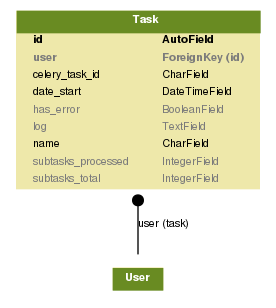 Task
id AutoField
user ForeignKey (id)
celery_task_id CharField
date_start DateTimeField
has_error BooleanField
log TextField
name CharField
subtasks_processed IntegerField
subtasks_total IntegerField
user (task)
User